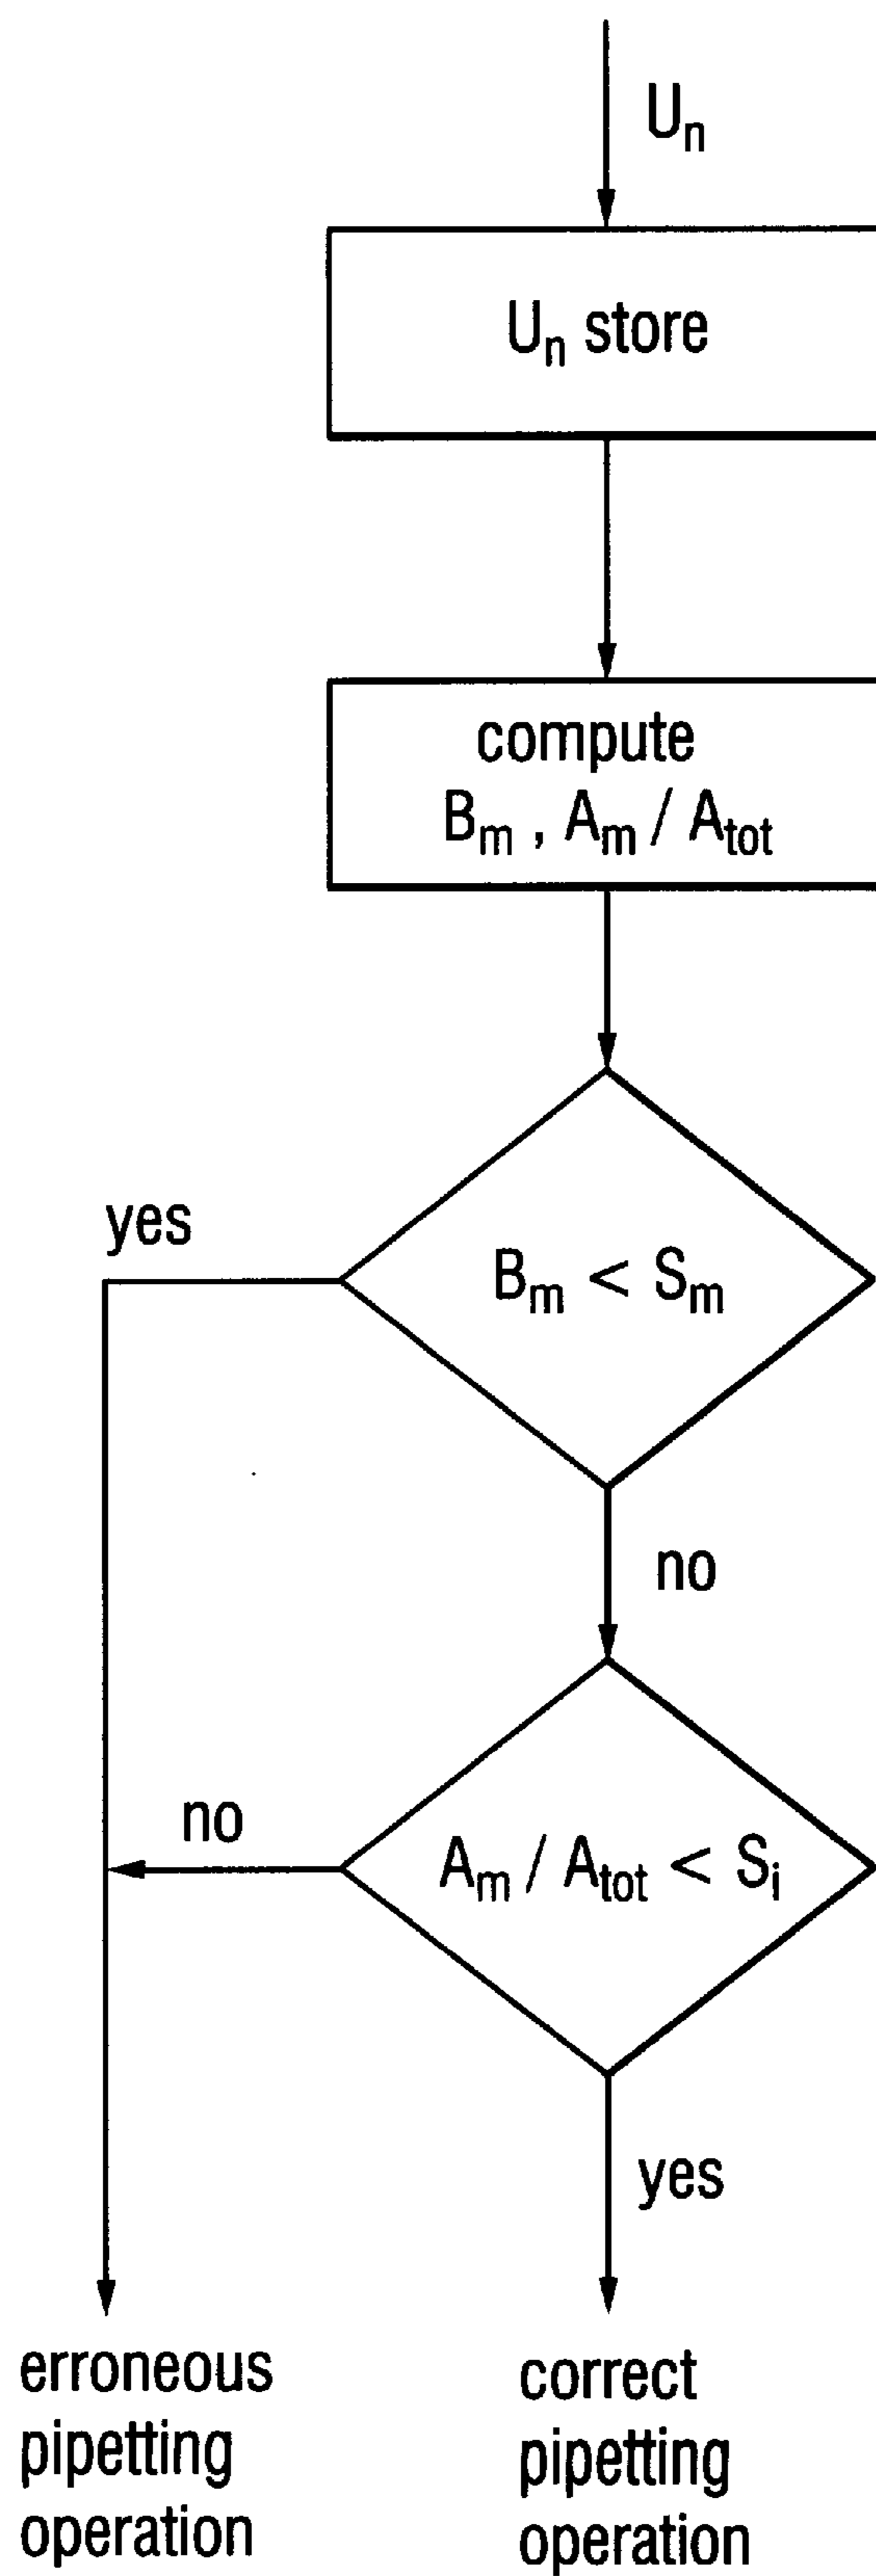 Uₙ
Uₙ store
compute
Bₘ , Aₘ / Aₜₒₜ
yes
Bₘ < Sₘ
no
no
Aₘ / Aₜₒₜ < Sᵢ
yes
erroneous
pipetting
operation
correct
pipetting
operation